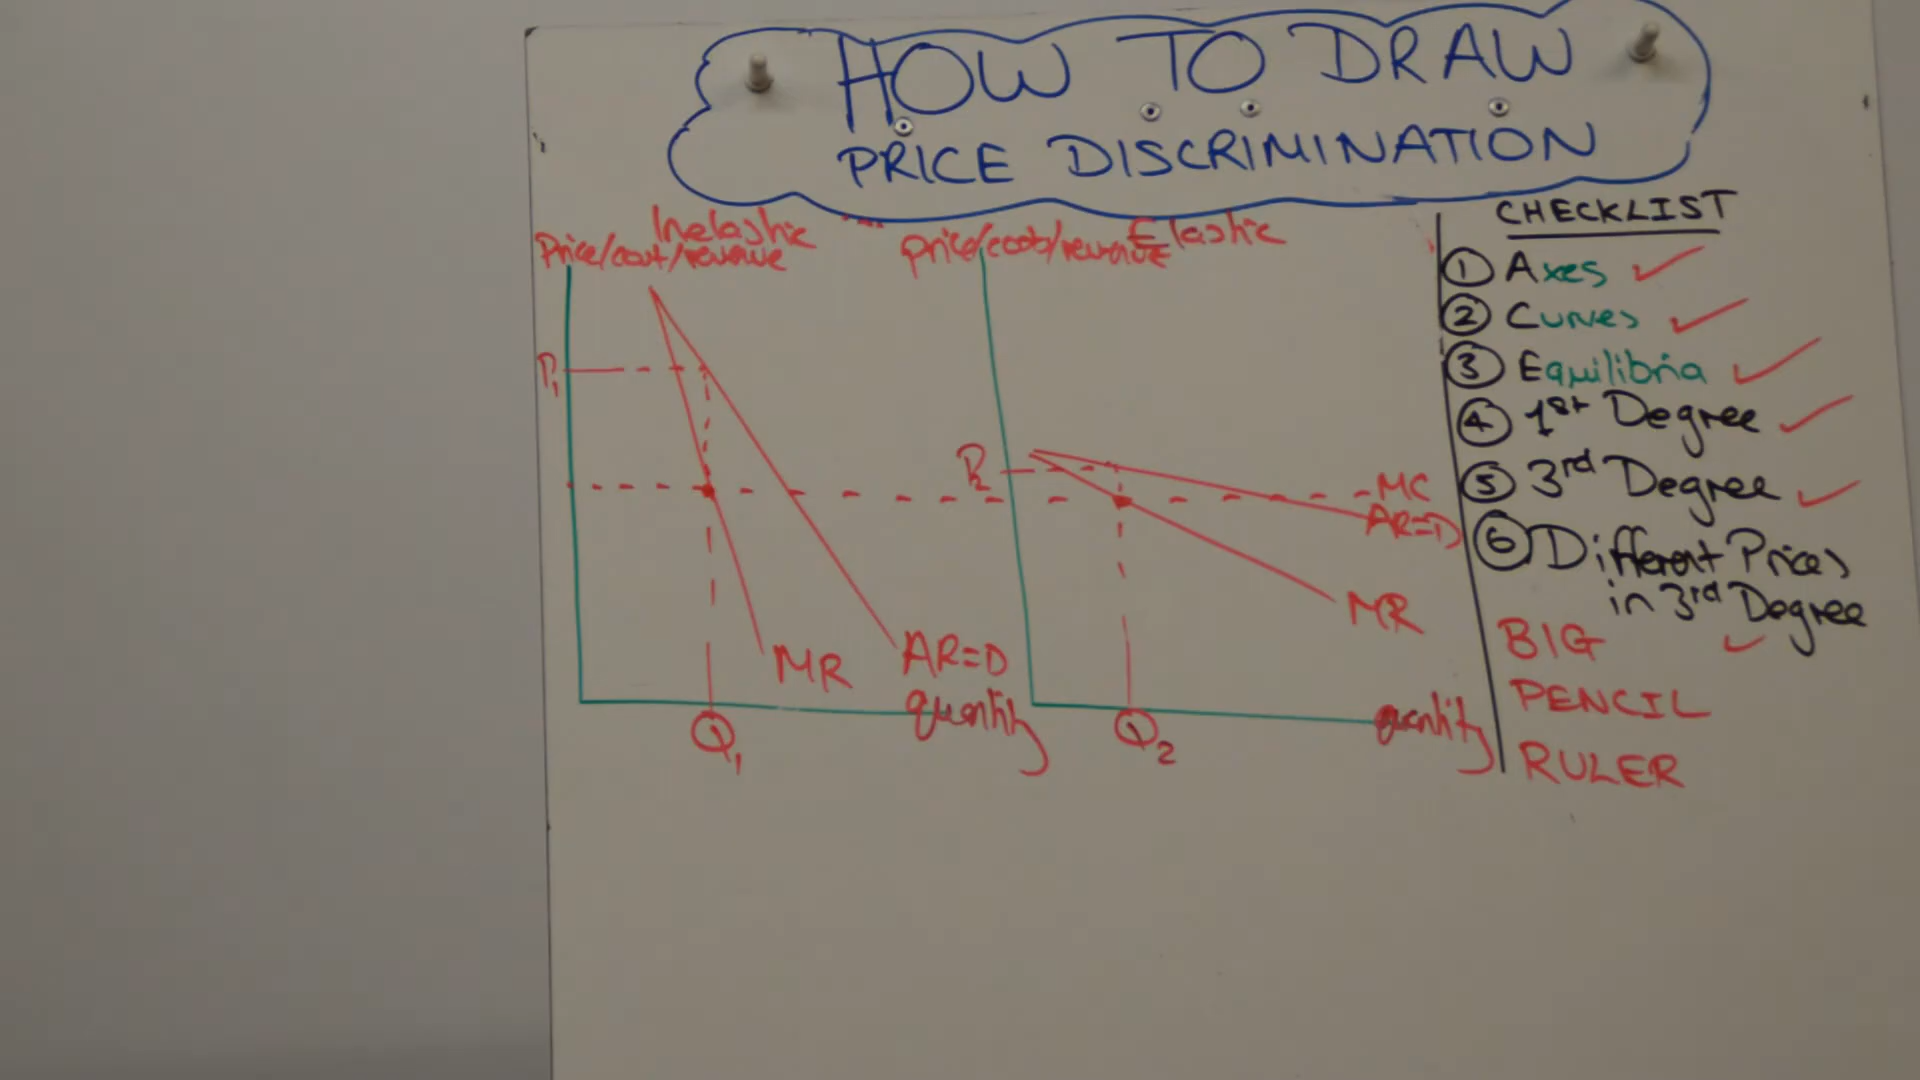 HOW TO DRAW
PRICE DISCRIMINATION
Inelastic
Price/cost/revenue
P1
MR
AR=D
quantity
Q1
Elastic
price/cost/revenue
P2
MC
AR=D
MR
quantity
Q2
CHECKLIST
① Axes ✓
② Curves ✓
③ Equilibria ✓
④ 1st Degree ✓
⑤ 3rd Degree ✓
⑥ Different Prices
in 3rd Degree ✓
BIG
PENCIL
RULER